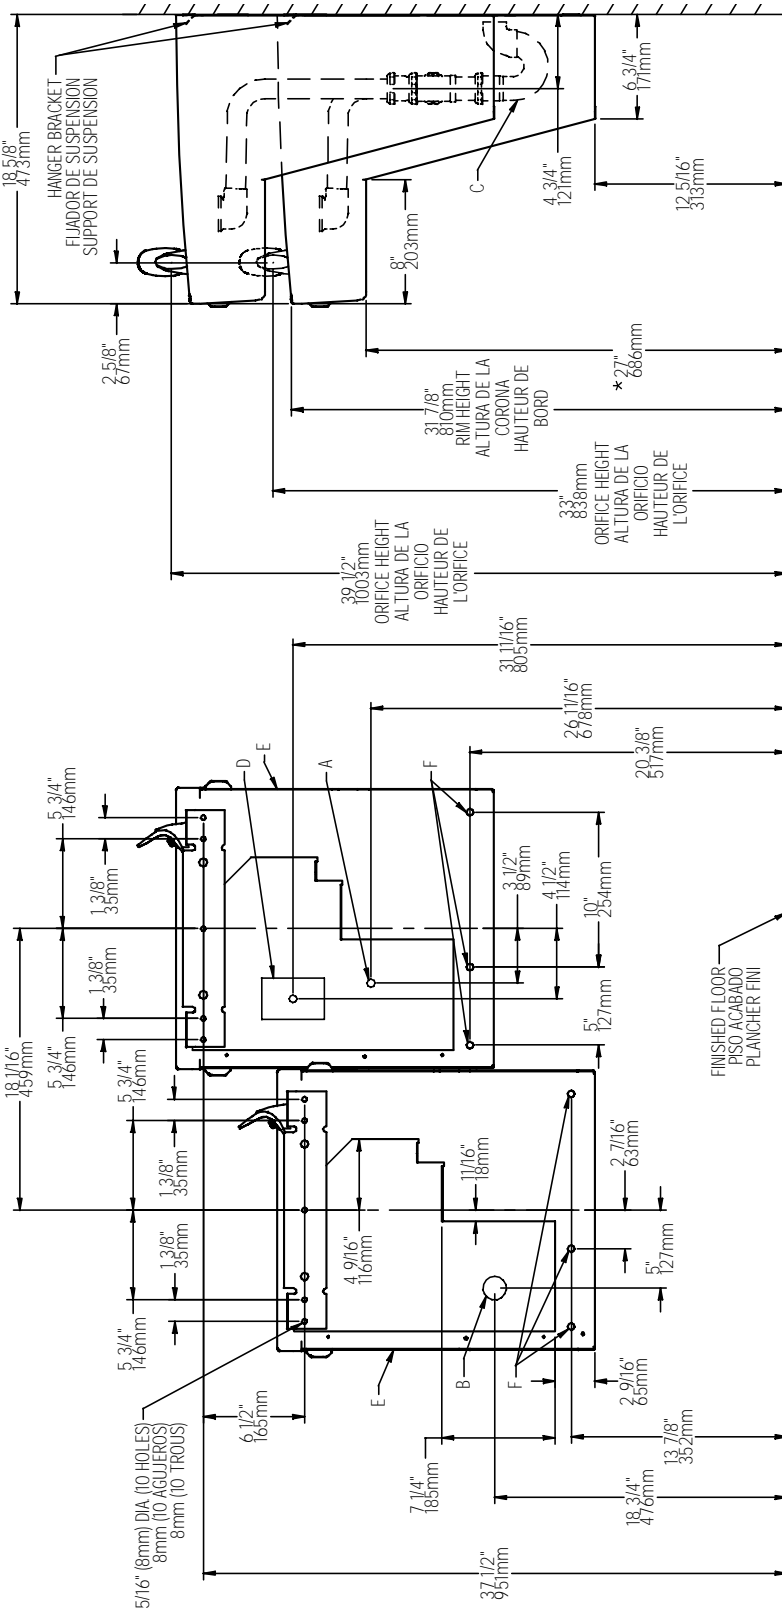 18 5/8"
473mm
HANGER BRACKET
FIJADOR DE SUSPENSION
SUPPORT DE SUSPENSION
2 5/8"
67mm
6 3/4"
171mm
4 3/4"
121mm
C
8"
203mm
12 5/16"
313mm
*27"
686mm
31 7/8"
810mm
RIM HEIGHT
ALTURA DE LA
CORONA
HAUTEUR DE
BORD
33"
838mm
ORIFICE HEIGHT
ALTURA DE LA
ORIFICIO
HAUTEUR DE
L'ORIFICE
39 1/2"
1003mm
ORIFICE HEIGHT
ALTURA DE LA
ORIFICIO
HAUTEUR DE
L'ORIFICE
31 11/16"
805mm
26 11/16"
678mm
20 3/8"
517mm
5 3/4"
146mm
1 3/8"
35mm
E
D
A
F
3 1/2"
89mm
4 1/2"
114mm
10"
254mm
5"
127mm
18 1/16"
459mm
1 3/8"
35mm
5 3/4"
146mm
FINISHED FLOOR
PISO ACABADO
PLANCHER FINI
5 3/4"
146mm
1 3/8"
35mm
1 3/8"
35mm
5 3/4"
146mm
4 9/16"
116mm
11/16"
18mm
2 7/16"
63mm
5"
127mm
E
B
F
2 9/16"
65mm
5/16" (8mm) DIA. (10 HOLES)
8mm (10 AGUJEROS)
8mm (10 TROUS)
6 1/2"
165mm
7 1/4"
185mm
13 7/8"
352mm
18 3/4"
476mm
37 1/2"
951mm